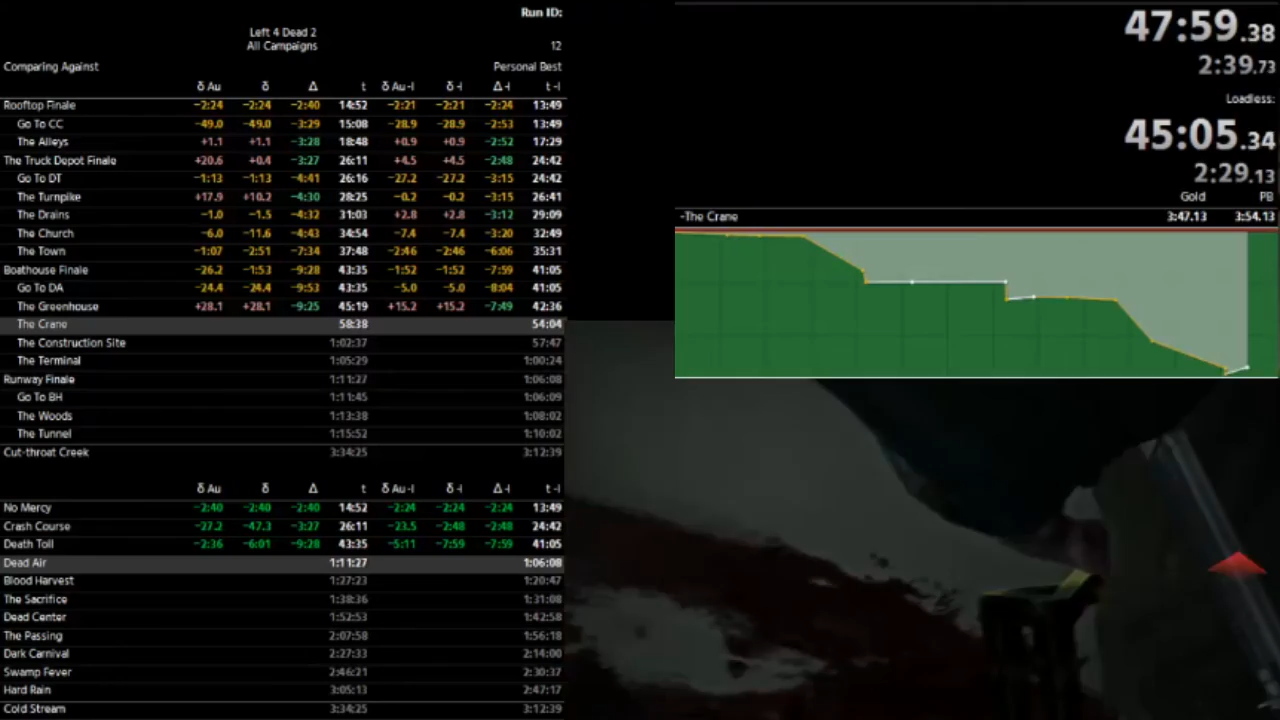 Run ID:
Left 4 Dead 2
All Campaigns 12
Comparing Against Personal Best
δ Au δ Δ t δ Au-l δ -l Δ -l t -l
Rooftop Finale −2:24 −2:24 −2:40 14:52 −2:21 −2:21 −2:24 13:49
Go To CC −49.0 −49.0 −3:29 15:08 −28.9 −28.9 −2:53 13:49
The Alleys +1.1 +1.1 −3:28 18:48 +0.9 +0.9 −2:52 17:29
The Truck Depot Finale +20.6 +0.4 −3:27 26:11 +4.5 +4.5 −2:48 24:42
Go To DT −1:13 −1:13 −4:41 26:16 −27.2 −27.2 −3:15 24:42
The Turnpike +17.9 +10.2 −4:30 28:25 −0.2 −0.2 −3:15 26:41
The Drains −1.0 −1.5 −4:32 31:03 +2.8 +2.8 −3:12 29:09
The Church −6.0 −11.6 −4:43 34:54 −7.4 −7.4 −3:20 32:49
The Town −1:07 −2:51 −7:34 37:48 −2:46 −2:46 −6:06 35:31
Boathouse Finale −26.2 −1:53 −9:28 43:35 −1:52 −1:52 −7:59 41:05
Go To DA −24.4 −24.4 −9:53 43:35 −5.0 −5.0 −8:04 41:05
The Greenhouse +28.1 +28.1 −9:25 45:19 +15.2 +15.2 −7:49 42:36
The Crane 58:38 54:04
The Construction Site 1:02:37 57:47
The Terminal 1:05:29 1:00:24
Runway Finale 1:11:27 1:06:08
Go To BH 1:11:45 1:06:09
The Woods 1:13:38 1:08:02
The Tunnel 1:15:52 1:10:02
Cut-throat Creek 3:34:25 3:12:39
δ Au δ Δ t δ Au-l δ -l Δ -l t -l
No Mercy −2:40 −2:40 −2:40 14:52 −2:24 −2:24 −2:24 13:49
Crash Course −27.2 −47.3 −3:27 26:11 −23.5 −2:48 −2:48 24:42
Death Toll −2:36 −6:01 −9:28 43:35 −5:11 −7:59 −7:59 41:05
Dead Air 1:11:27 1:06:08
Blood Harvest 1:27:23 1:20:47
The Sacrifice 1:38:36 1:31:08
Dead Center 1:52:53 1:42:58
The Passing 2:07:58 1:56:18
Dark Carnival 2:27:33 2:14:00
Swamp Fever 2:46:21 2:30:37
Hard Rain 3:05:13 2:47:17
Cold Stream 3:34:25 3:12:39
47:59.38
2:39.73
Loadless:
45:05.34
2:29.13
Gold PB
-The Crane 3:47.13 3:54.13